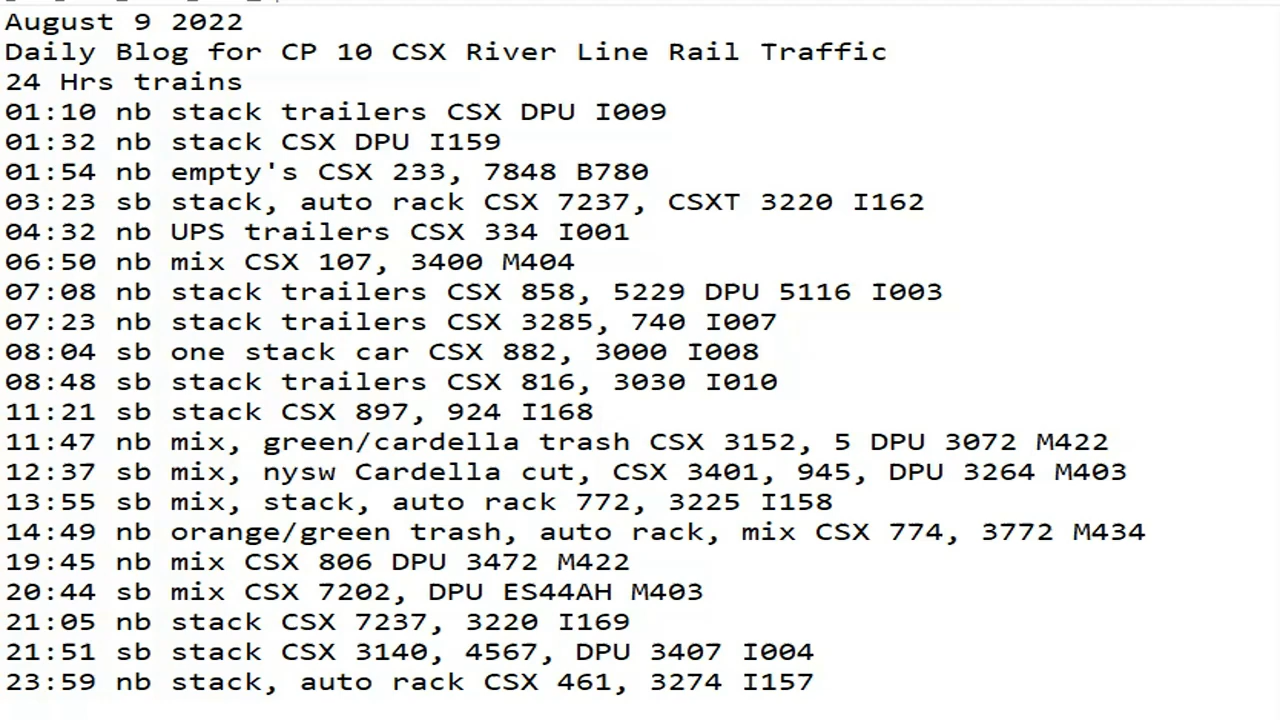 August 9 2022
Daily Blog for CP 10 CSX River Line Rail Traffic
24 Hrs trains
01:10 nb stack trailers CSX DPU I009
01:32 nb stack CSX DPU I159
01:54 nb empty's CSX 233, 7848 B780
03:23 sb stack, auto rack CSX 7237, CSXT 3220 I162
04:32 nb UPS trailers CSX 334 I001
06:50 nb mix CSX 107, 3400 M404
07:08 nb stack trailers CSX 858, 5229 DPU 5116 I003
07:23 nb stack trailers CSX 3285, 740 I007
08:04 sb one stack car CSX 882, 3000 I008
08:48 sb stack trailers CSX 816, 3030 I010
11:21 sb stack CSX 897, 924 I168
11:47 nb mix, green/cardella trash CSX 3152, 5 DPU 3072 M422
12:37 sb mix, nysw Cardella cut, CSX 3401, 945, DPU 3264 M403
13:55 sb mix, stack, auto rack 772, 3225 I158
14:49 nb orange/green trash, auto rack, mix CSX 774, 3772 M434
19:45 nb mix CSX 806 DPU 3472 M422
20:44 sb mix CSX 7202, DPU ES44AH M403
21:05 nb stack CSX 7237, 3220 I169
21:51 sb stack CSX 3140, 4567, DPU 3407 I004
23:59 nb stack, auto rack CSX 461, 3274 I157